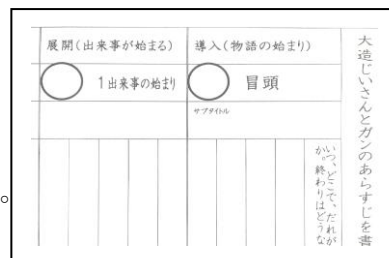 大造じいさんとガンのあらすじを書
いつ、どこで、だれが
か。終わりはどうな
導入(物語の始まり)
冒頭
サブタイトル
展開(出来事が始まる)
1出来事の始まり